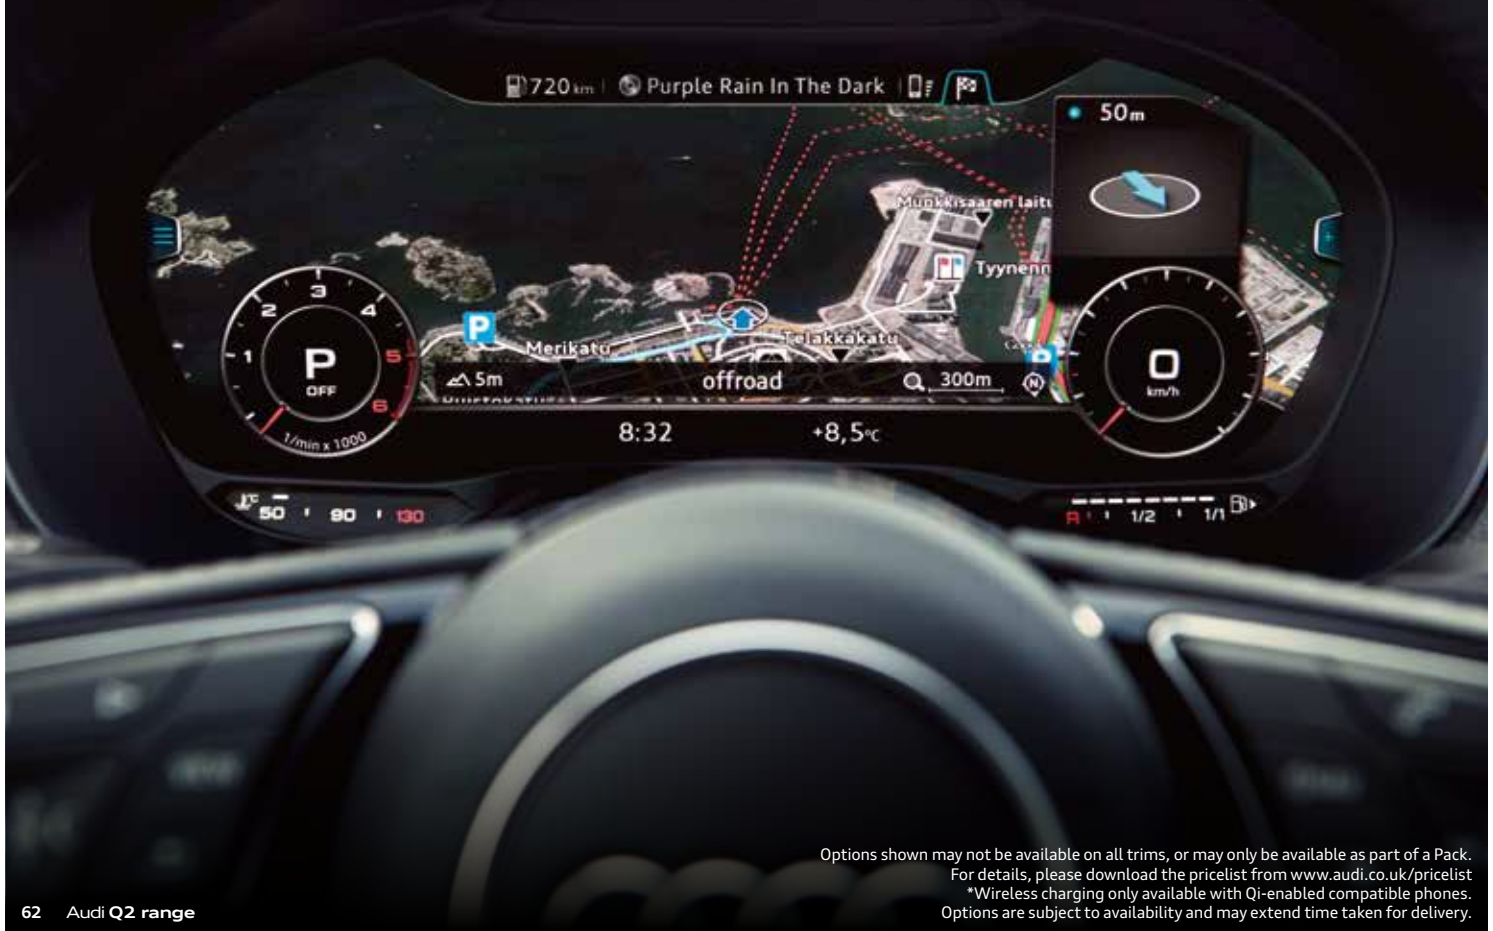 720 km Purple Rain In The Dark
50m
Munkkisaaren laitu
Tyynenn
P
Merikatu
Telakkakatu
P
5m offroad 300m N
Ruistokatu
1 2 3 4 5 6
P
OFF
1/min x 1000
0
km/h
8:32 +8,5°C
°C 50 90 130
R 1/2 1/1
Options shown may not be available on all trims, or may only be available as part of a Pack.
For details, please download the pricelist from www.audi.co.uk/pricelist
*Wireless charging only available with Qi-enabled compatible phones.
Options are subject to availability and may extend time taken for delivery.
62 Audi Q2 range